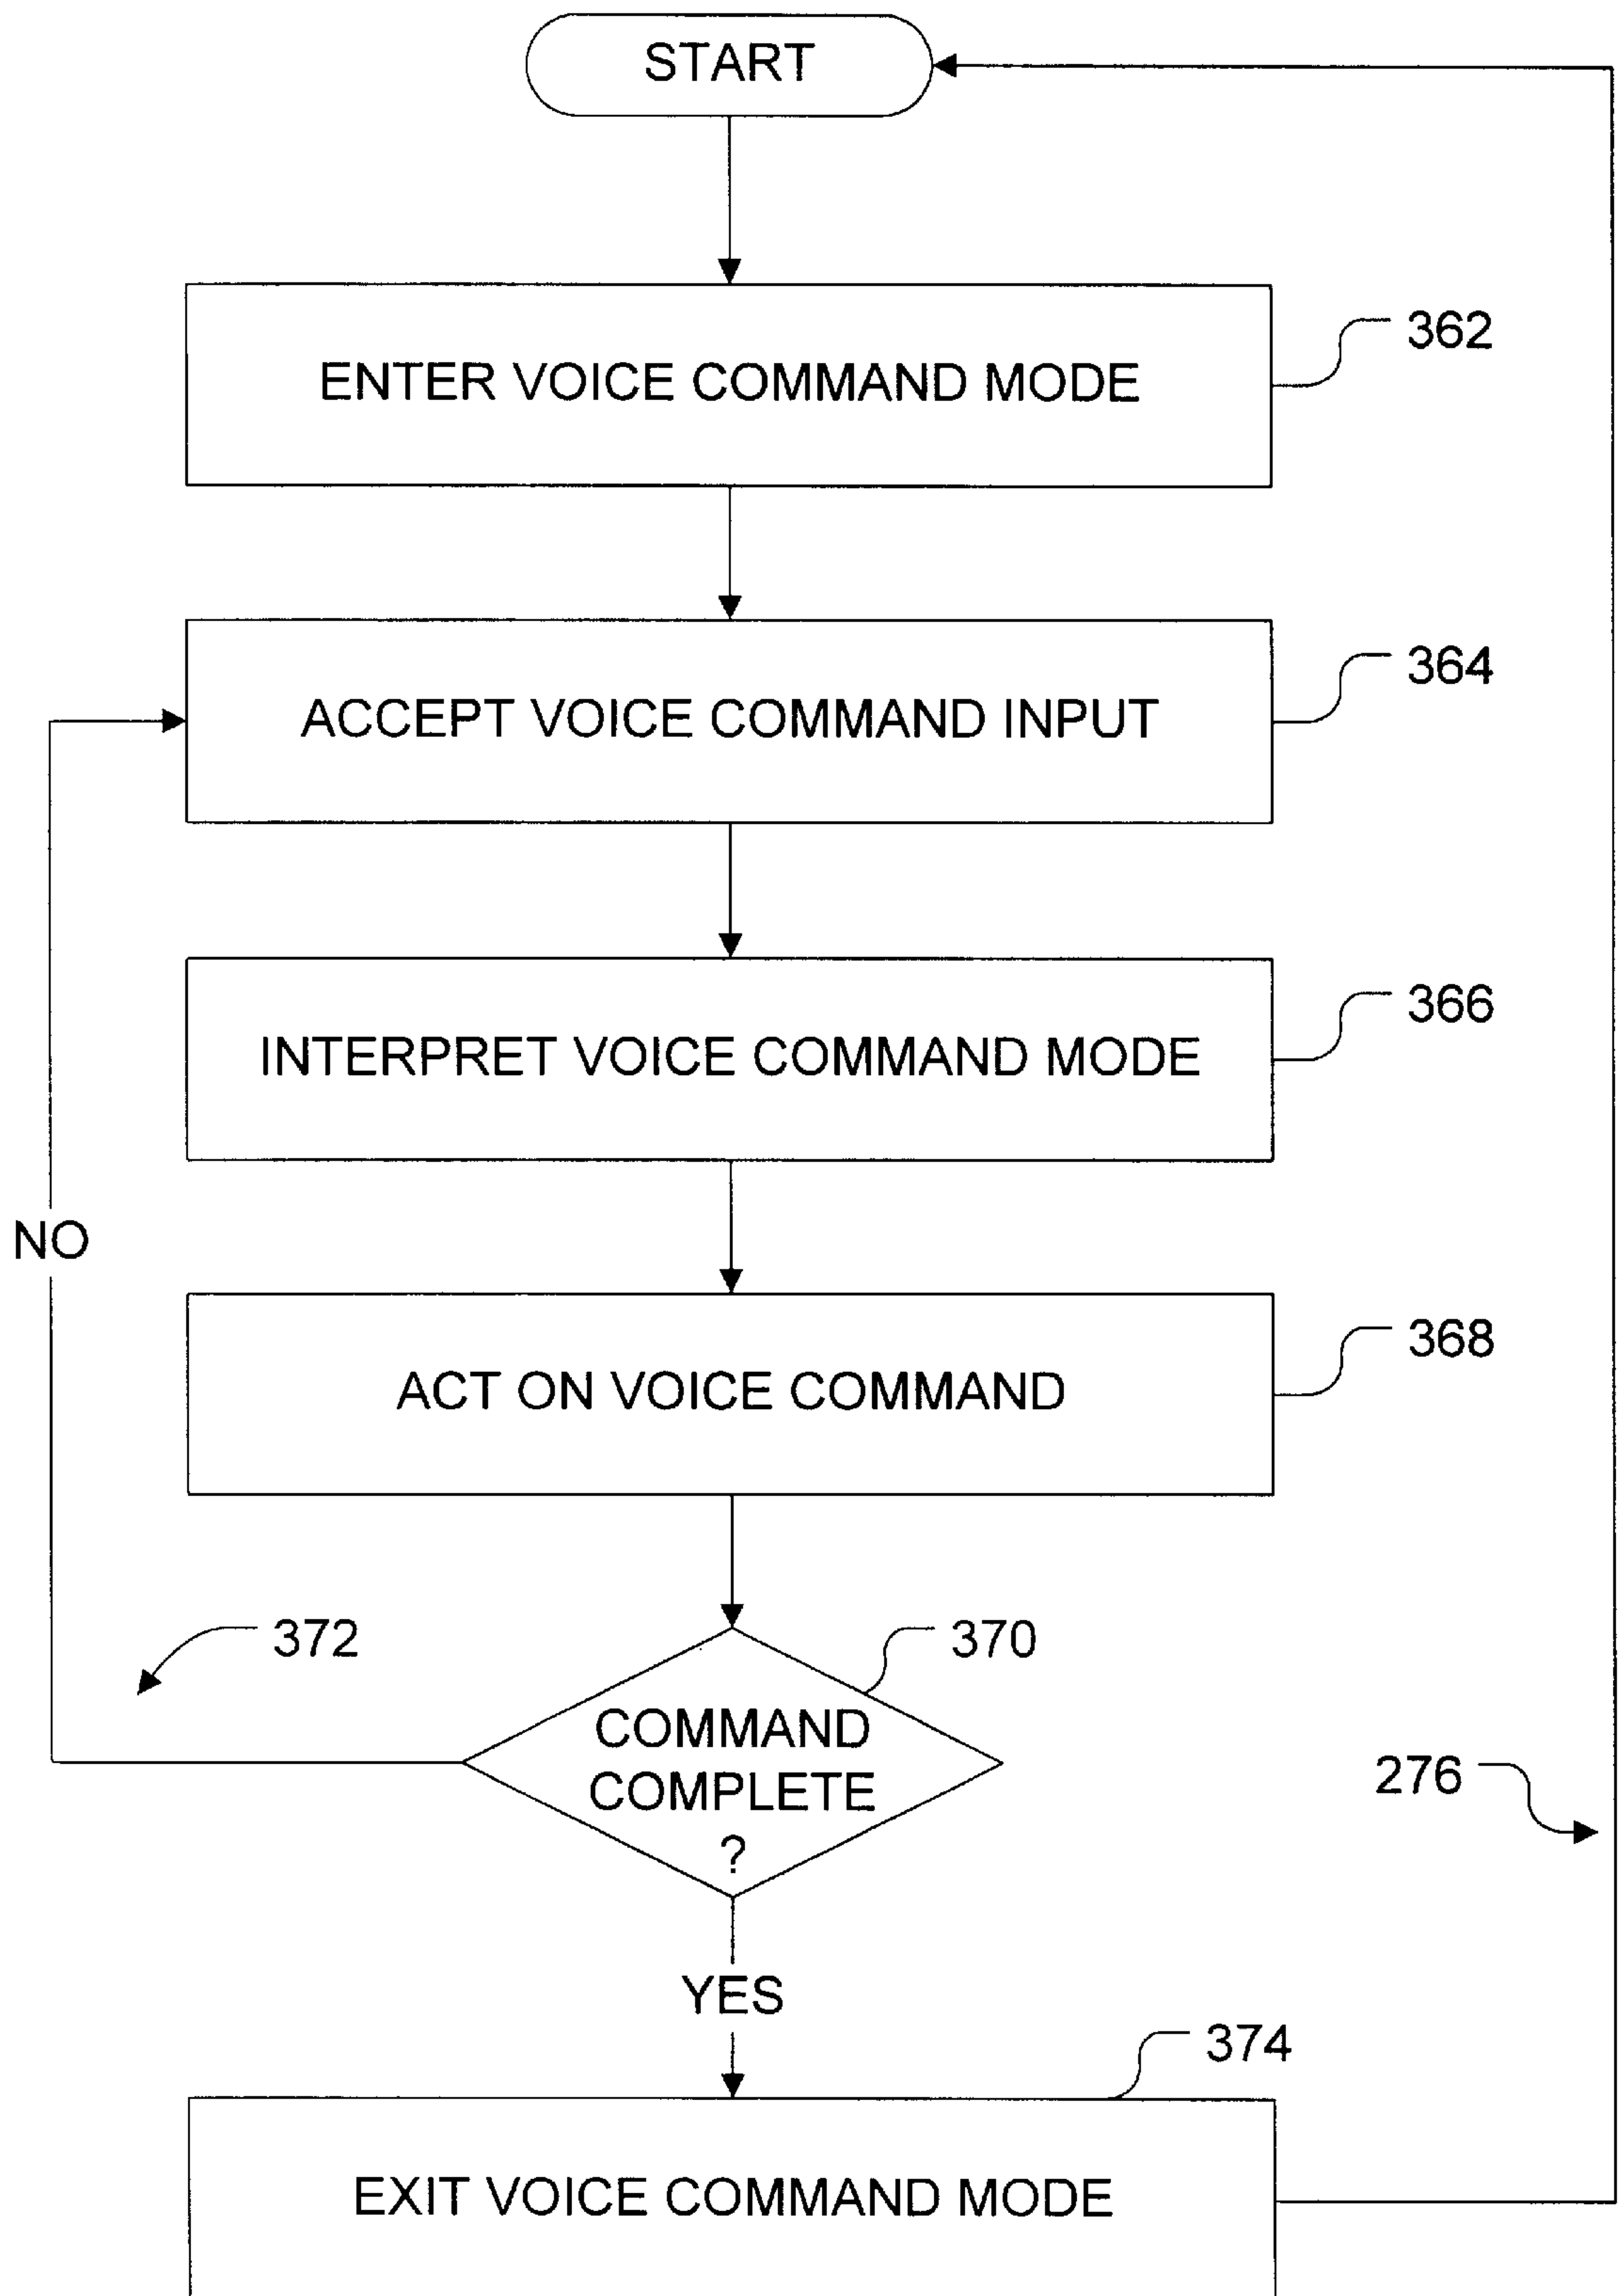 START
ENTER VOICE COMMAND MODE
362
ACCEPT VOICE COMMAND INPUT
364
INTERPRET VOICE COMMAND MODE
366
NO
ACT ON VOICE COMMAND
368
372
370
COMMAND
COMPLETE
?
276
YES
374
EXIT VOICE COMMAND MODE